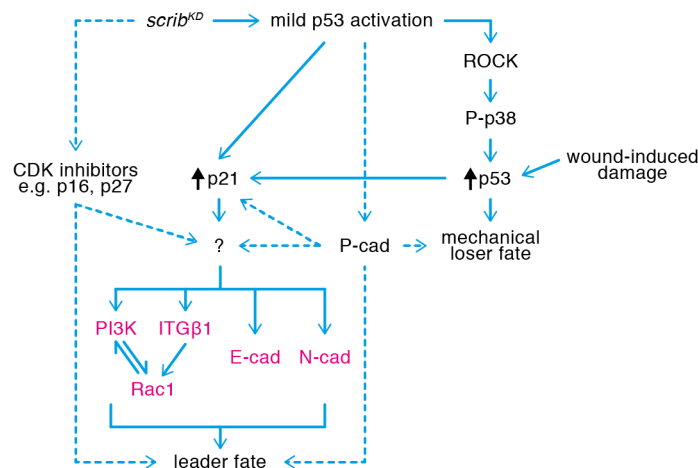 scribKD
mild p53 activation
ROCK
P-p38
CDK inhibitors
e.g. p16, p27
p21
p53
wound-induced
damage
?
P-cad
mechanical
loser fate
PI3K
ITGβ1
E-cad
N-cad
Rac1
leader fate